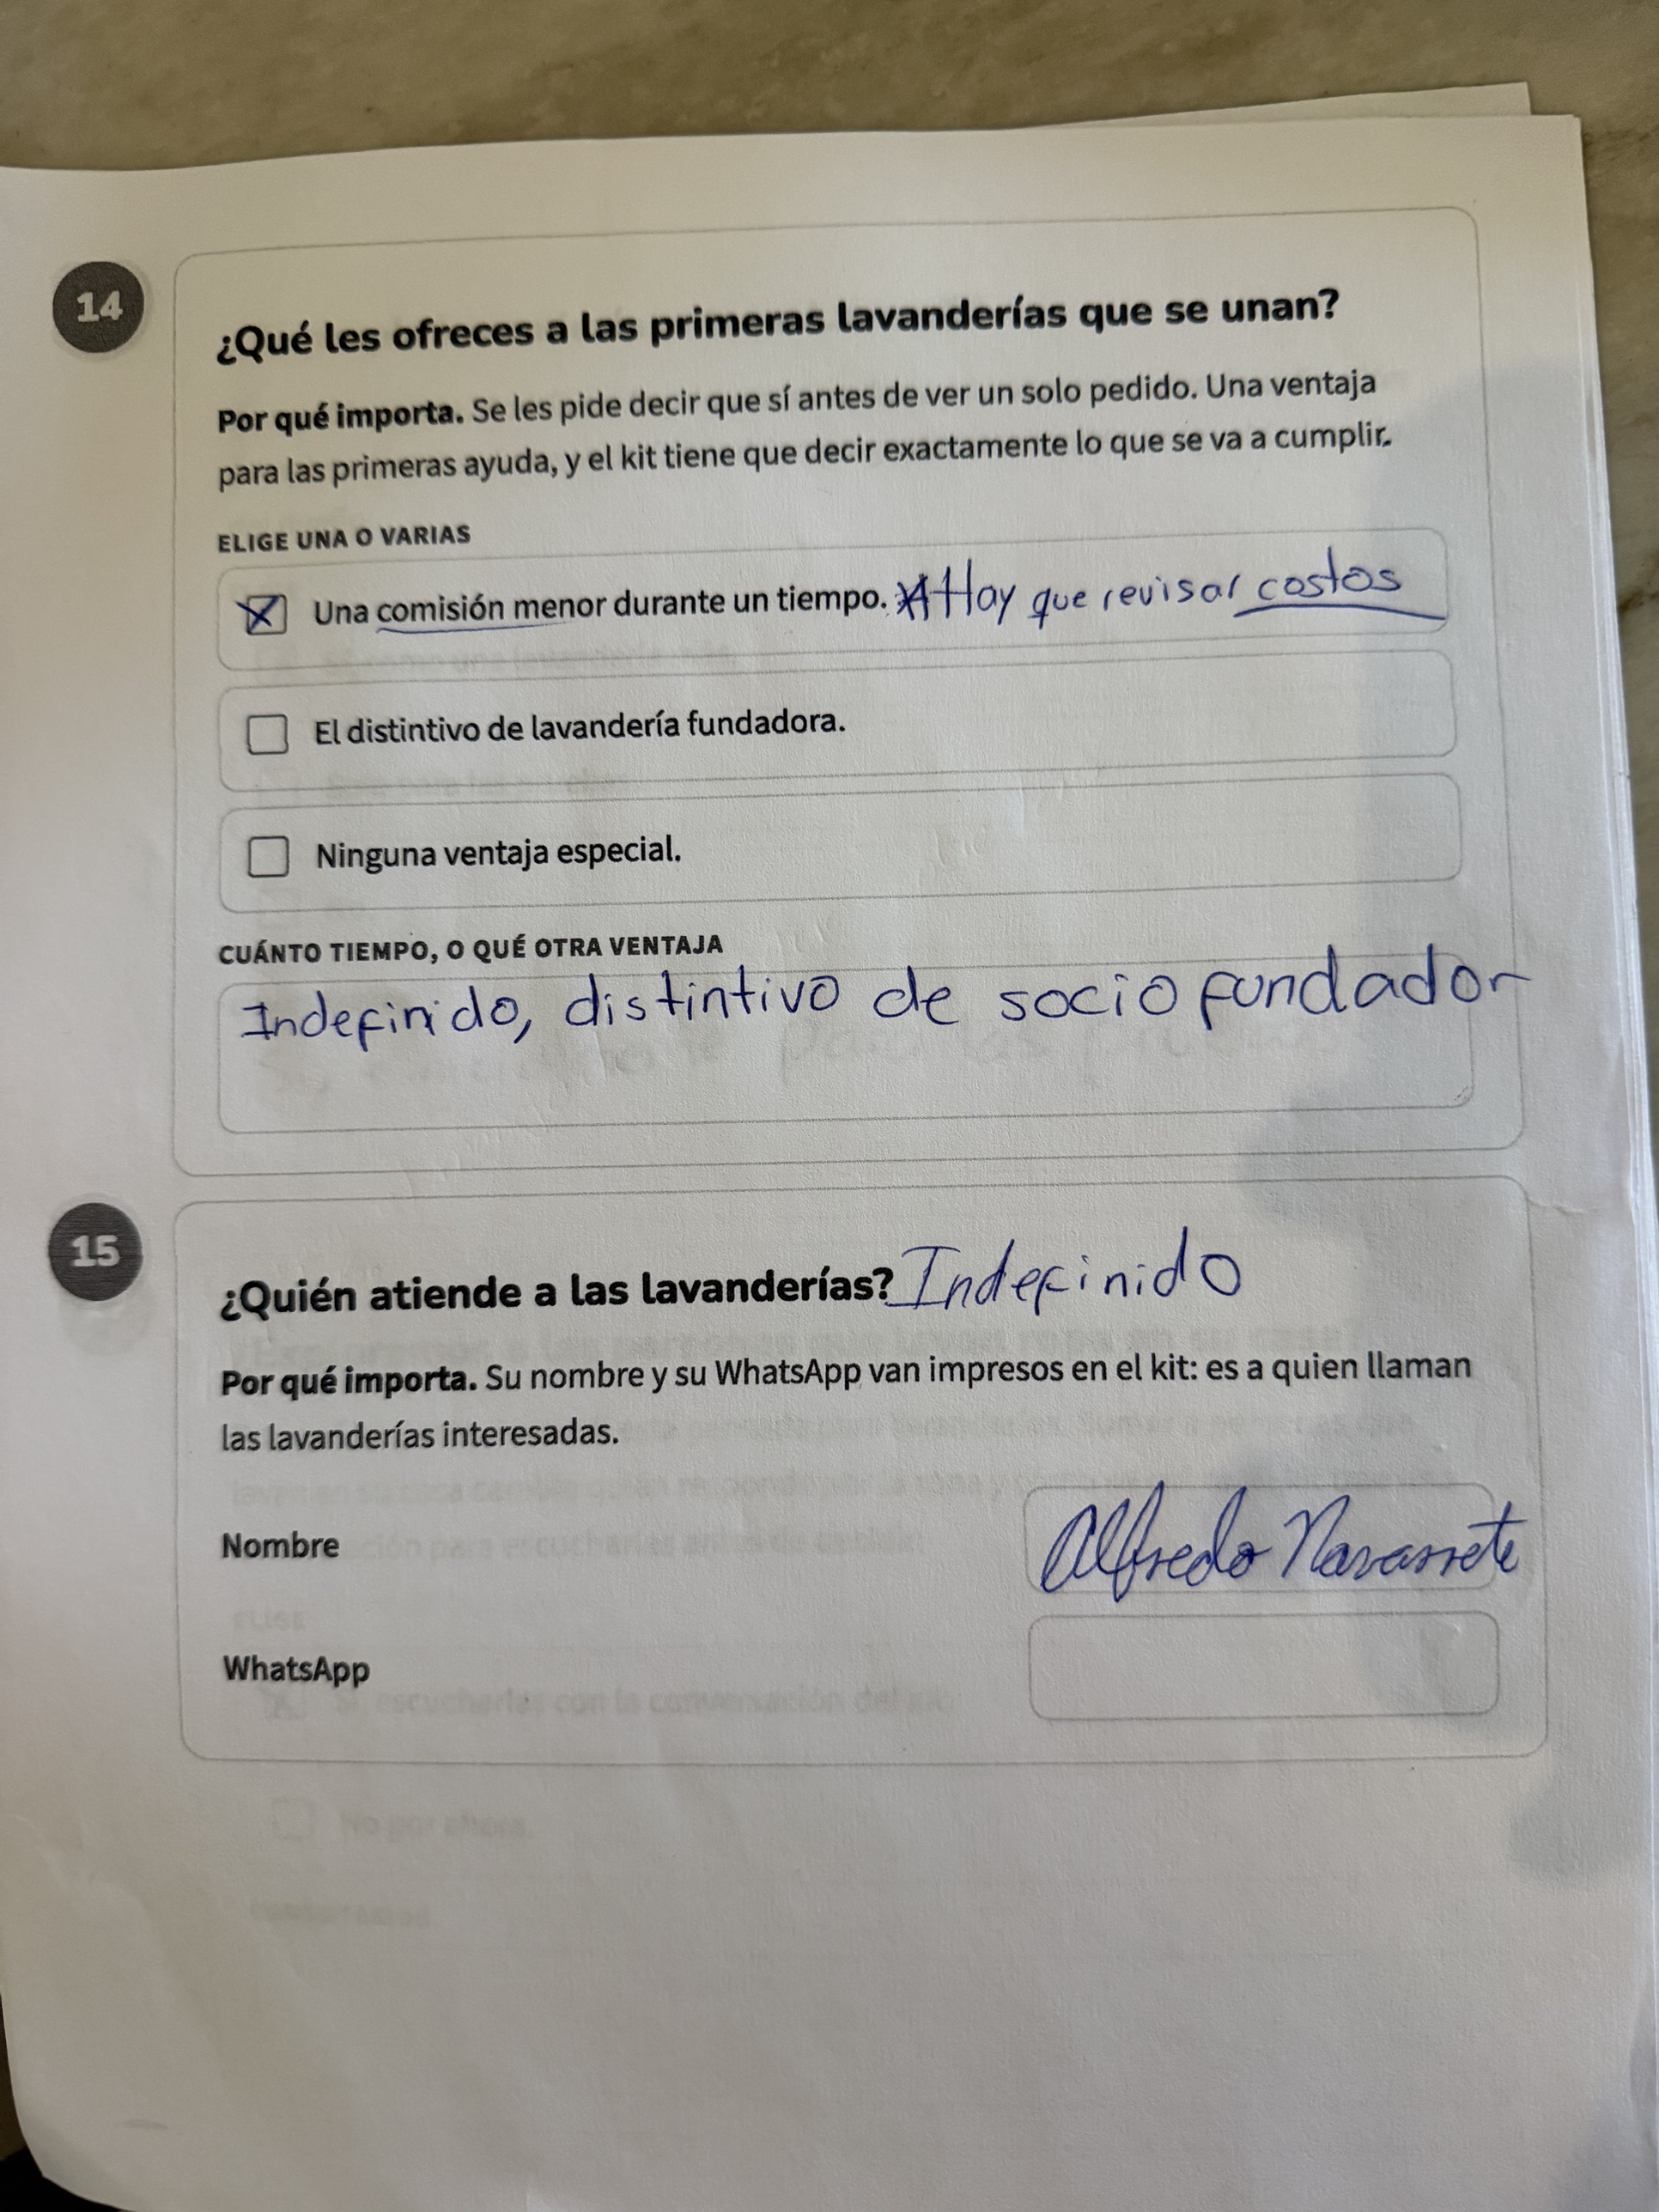 14
¿Qué les ofreces a las primeras lavanderías que se unan?
Por qué importa. Se les pide decir que sí antes de ver un solo pedido. Una ventaja
para las primeras ayuda, y el kit tiene que decir exactamente lo que se va a cumplir.
ELIGE UNA O VARIAS
Una comisión menor durante un tiempo. Hay que revisar costos
El distintivo de lavandería fundadora.
Ninguna ventaja especial.
CUÁNTO TIEMPO, O QUÉ OTRA VENTAJA
Indefinido, distintivo de socio fundador
15
¿Quién atiende a las lavanderías? Indefinido
Por qué importa. Su nombre y su WhatsApp van impresos en el kit: es a quien llaman
las lavanderías interesadas.
Nombre Alfredo Navarrete
WhatsApp